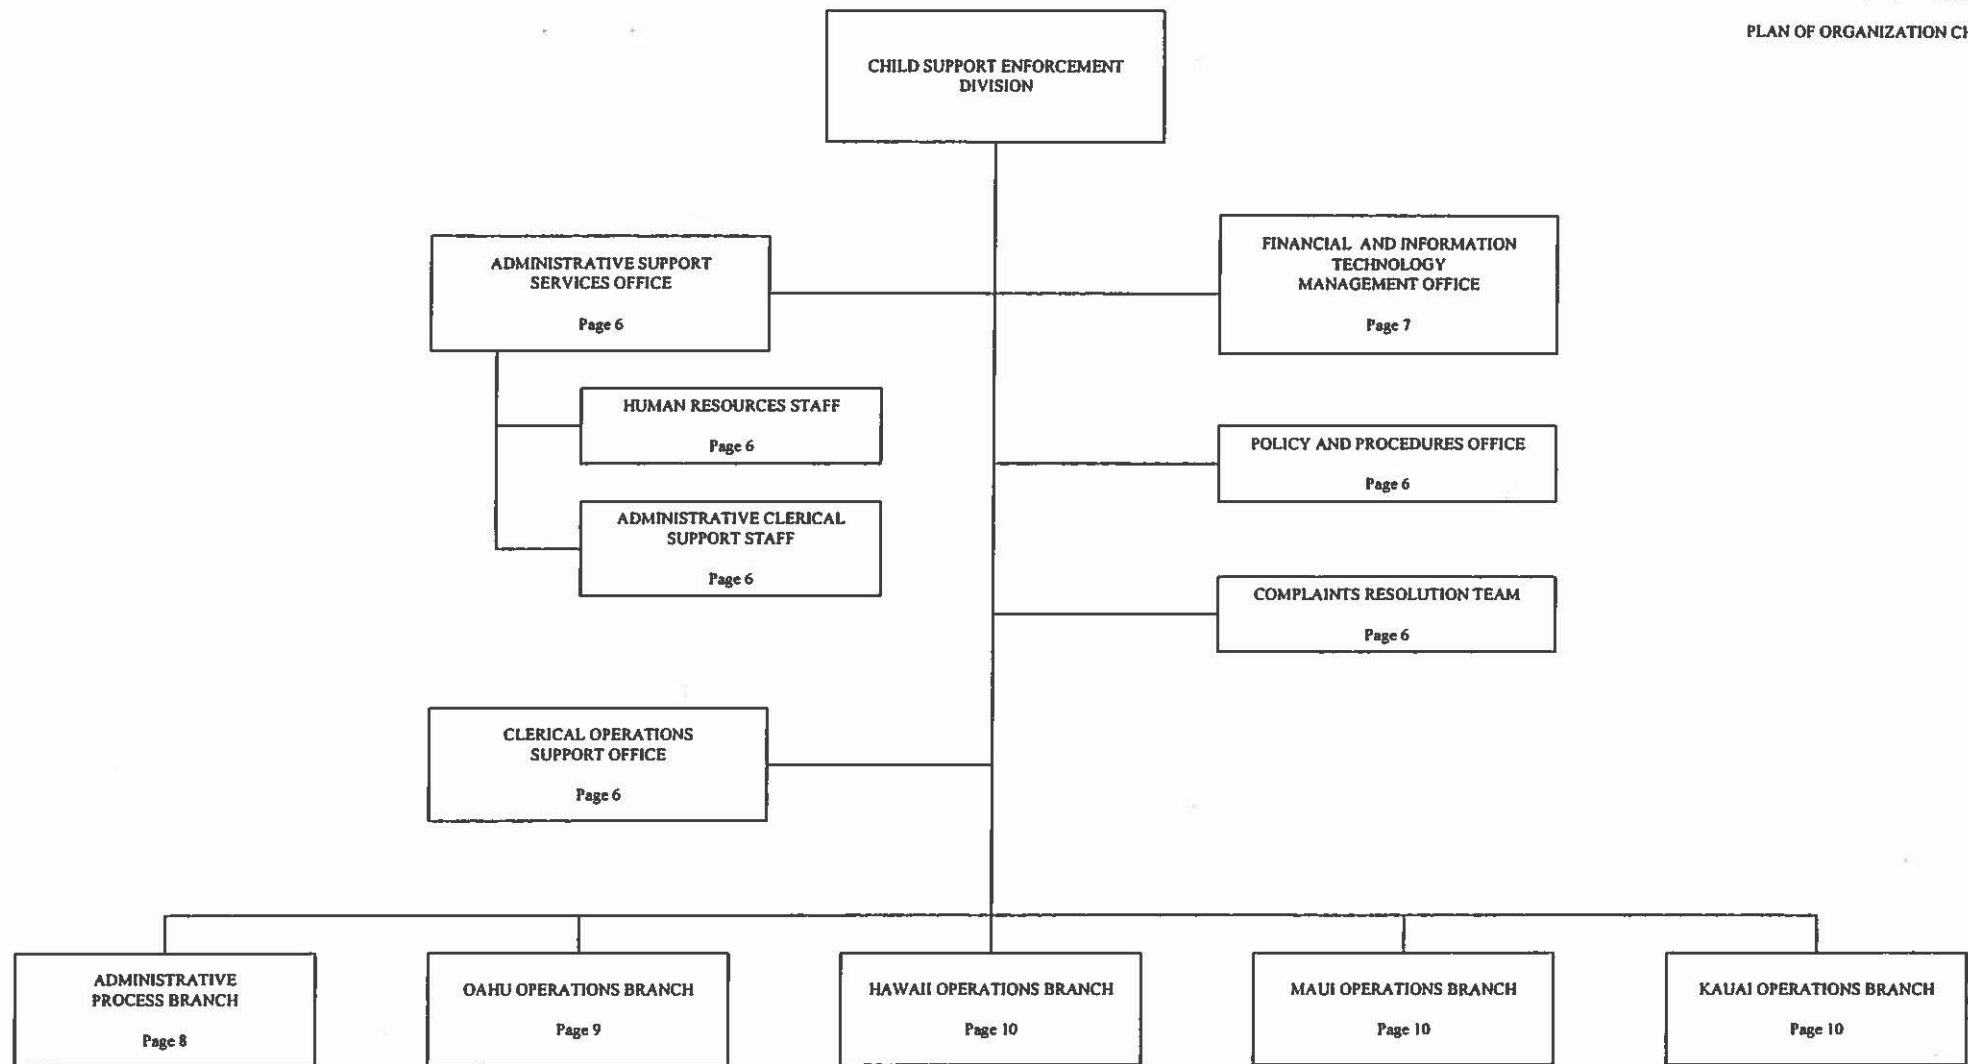 PLAN OF ORGANIZATION CH
CHILD SUPPORT ENFORCEMENT
DIVISION
ADMINISTRATIVE SUPPORT
SERVICES OFFICE
Page 6
FINANCIAL AND INFORMATION
TECHNOLOGY
MANAGEMENT OFFICE
Page 7
HUMAN RESOURCES STAFF
Page 6
POLICY AND PROCEDURES OFFICE
Page 6
ADMINISTRATIVE CLERICAL
SUPPORT STAFF
Page 6
COMPLAINTS RESOLUTION TEAM
Page 6
CLERICAL OPERATIONS
SUPPORT OFFICE
Page 6
ADMINISTRATIVE
PROCESS BRANCH
Page 8
OAHU OPERATIONS BRANCH
Page 9
HAWAII OPERATIONS BRANCH
Page 10
MAUI OPERATIONS BRANCH
Page 10
KAUAI OPERATIONS BRANCH
Page 10